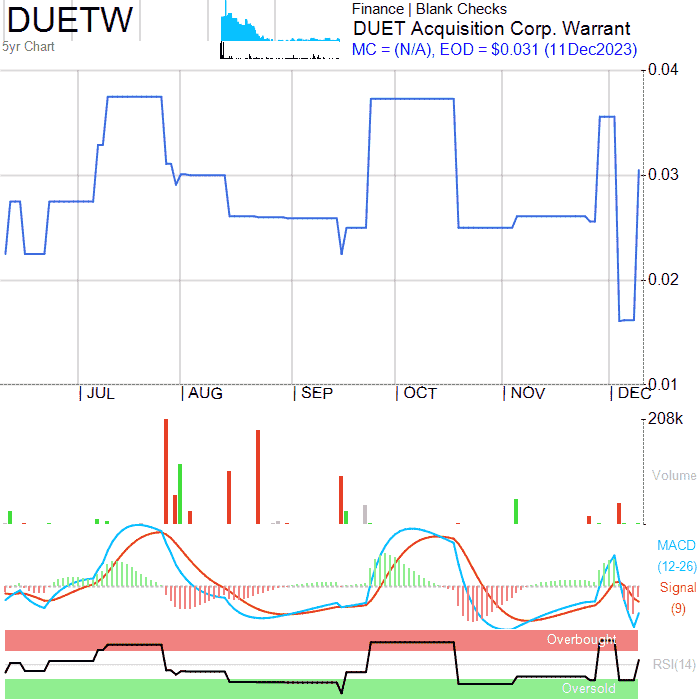 DUETW
5yr Chart
Finance | Blank Checks
DUET Acquisition Corp. Warrant
MC = (N/A), EOD = $0.031 (11Dec2023)
0.04
0.03
0.02
0.01
JUL
AUG
SEP
OCT
NOV
DEC
208k
Volume
MACD
(12-26)
Signal
(9)
Overbought
RSI(14)
Oversold